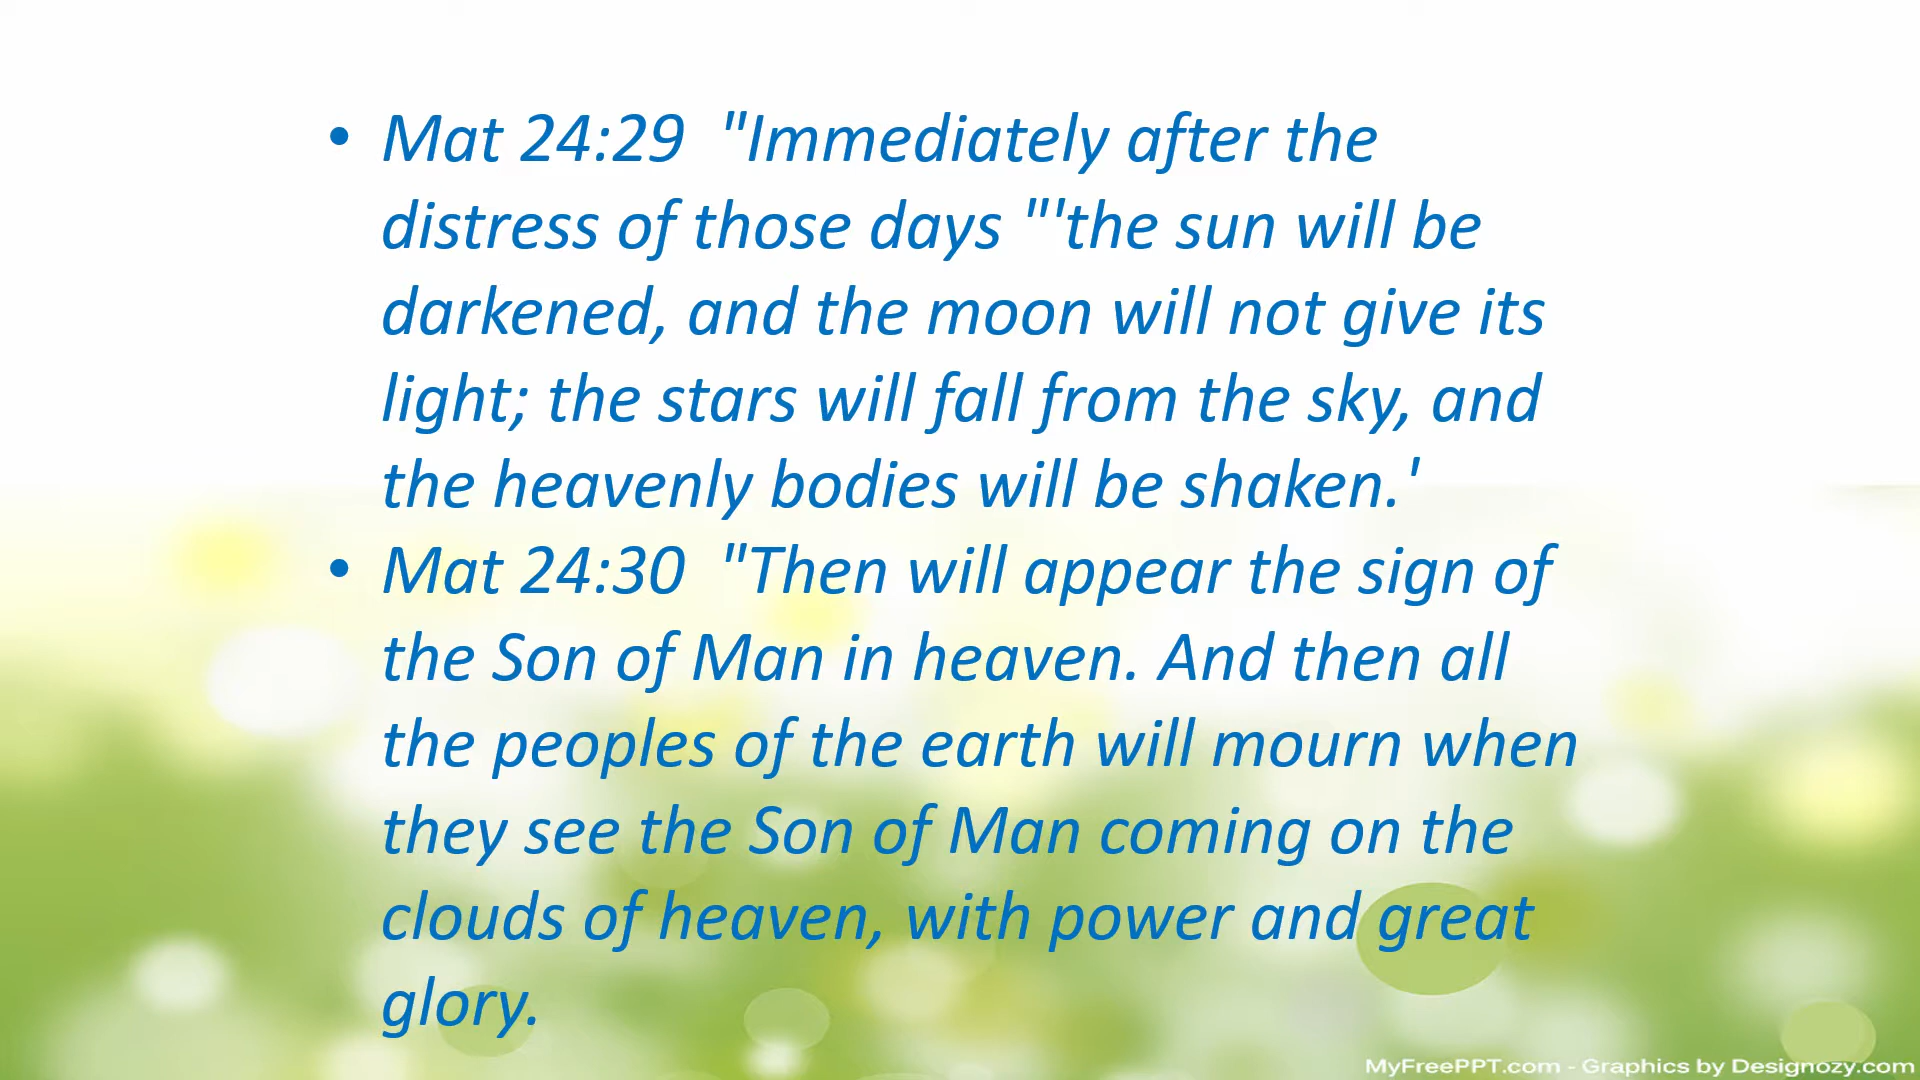 • Mat 24:29  "Immediately after the
distress of those days "'the sun will be
darkened, and the moon will not give its
light; the stars will fall from the sky, and
the heavenly bodies will be shaken.'
• Mat 24:30  "Then will appear the sign of
the Son of Man in heaven. And then all
the peoples of the earth will mourn when
they see the Son of Man coming on the
clouds of heaven, with power and great
glory.
MyFreePPT.com - Graphics by Designozy.com